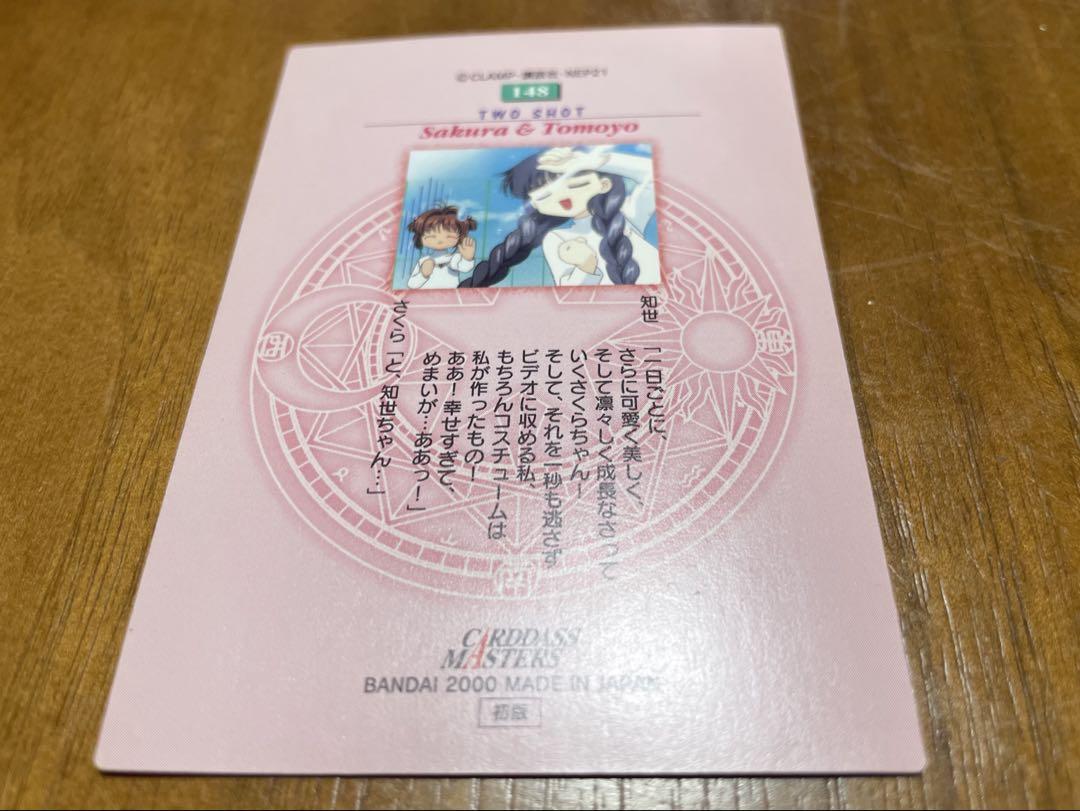 ©CLAMP・講談社・NEP21
148
TWO SHOT
Sakura & Tomoyo
知世「一日ごとに、
さらに可愛く美しく、
そして凛々しく成長なさって
いくさくらちゃん！
そして、それを一秒も逃さず
ビデオに収める私、
もちろんコスチュームは
私が作ったもの！
ああ！幸せすぎて、
めまいが…ああっ！」
さくら「と、知世ちゃん…」
東
西
CARDDASS
MASTERS
BANDAI 2000 MADE IN JAPAN
初版